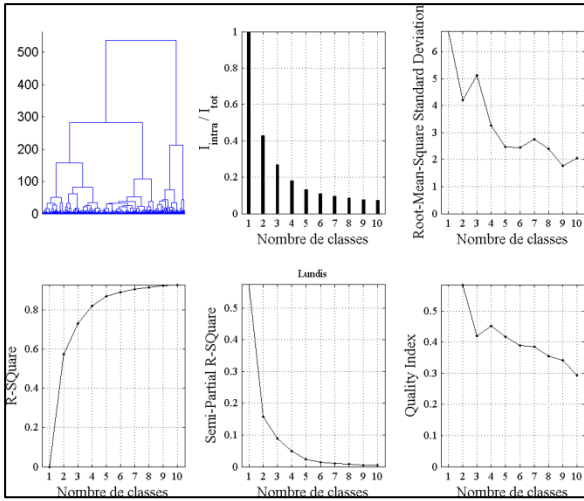 500
400
300
200
100
0
I_intra / I_tot
1
0.8
0.6
0.4
0.2
0
1 2 3 4 5 6 7 8 9 10
Nombre de classes
Root-Mean-Square Standard Deviation
6
5
4
3
2
1
0
1 2 3 4 5 6 7 8 9 10
Nombre de classes
R-SQuare
0.8
0.6
0.4
0.2
0
1 2 3 4 5 6 7 8 9 10
Nombre de classes
Lundis
Semi-Partial R-SQuare
0.5
0.4
0.3
0.2
0.1
0
1 2 3 4 5 6 7 8 9 10
Nombre de classes
Quality Index
0.5
0.4
0.3
0.2
0.1
0
1 2 3 4 5 6 7 8 9 10
Nombre de classes